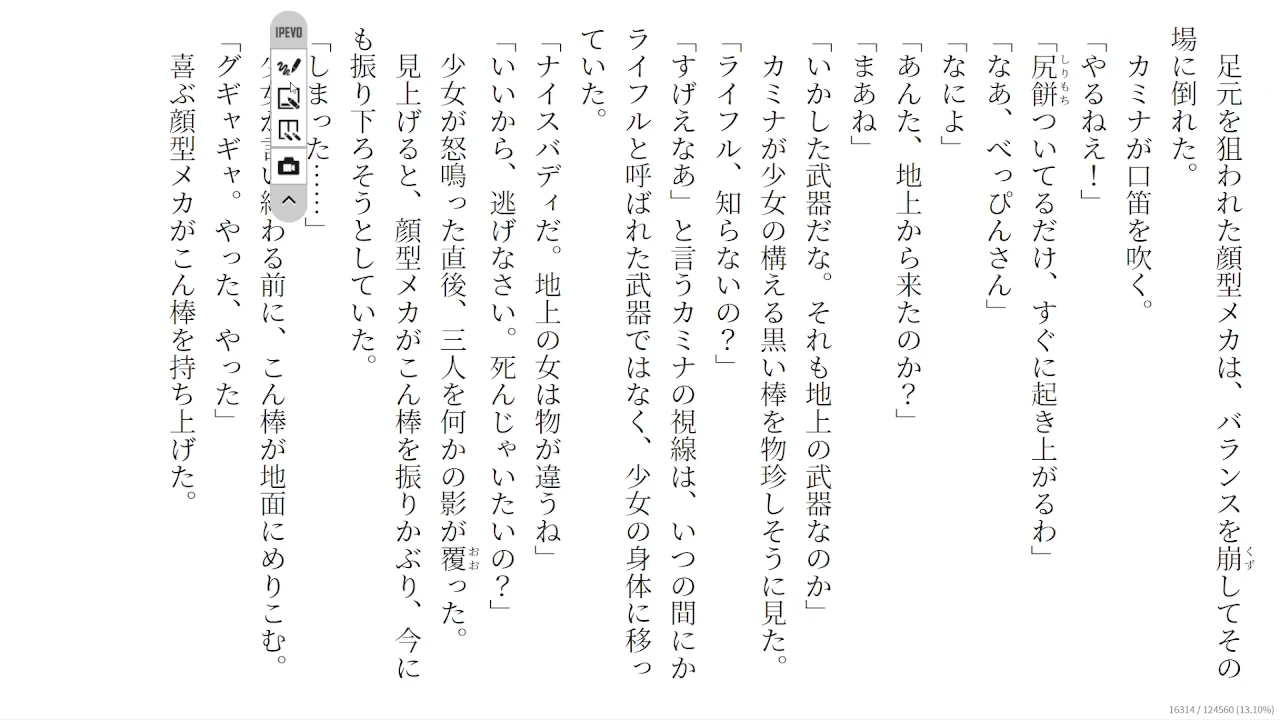 足元を狙われた顔型メカは、バランスを崩してその
場に倒れた。
カミナが口笛を吹く。
「やるねえ！」
「尻餅ついてるだけ、すぐに起き上がるわ」
「なあ、べっぴんさん」
「なによ」
「あんた、地上から来たのか？」
「まあね」
「いかした武器だな。それも地上の武器なのか」
カミナが少女の構える黒い棒を物珍しそうに見た。
「ライフル、知らないの？」
「すげえなあ」と言うカミナの視線は、いつの間にか
ライフルと呼ばれた武器ではなく、少女の身体に移っ
ていた。
「ナイスバディだ。地上の女は物が違うね」
「いいから、逃げなさい。死んじゃいたいの？」
少女が怒鳴った直後、三人を何かの影が覆った。
見上げると、顔型メカがこん棒を振りかぶり、今に
も振り下ろそうとしていた。
「しまった……」
わる前に、こん棒が地面にめりこむ。
「グギャギャ。やった、やった」
喜ぶ顔型メカがこん棒を持ち上げた。
IPEVO
16314 / 124560 (13.10%)